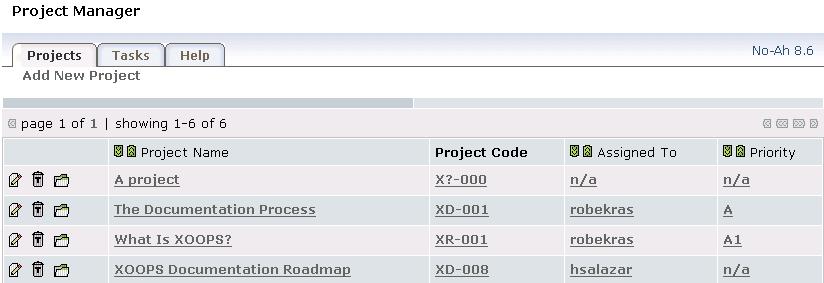 Project Manager
Projects Tasks Help No-Ah 8.6
Add New Project
page 1 of 1 | showing 1-6 of 6
Project Name Project Code Assigned To Priority
A project X?-000 n/a n/a
The Documentation Process XD-001 robekras A
What Is XOOPS? XR-001 robekras A1
XOOPS Documentation Roadmap XD-008 hsalazar n/a